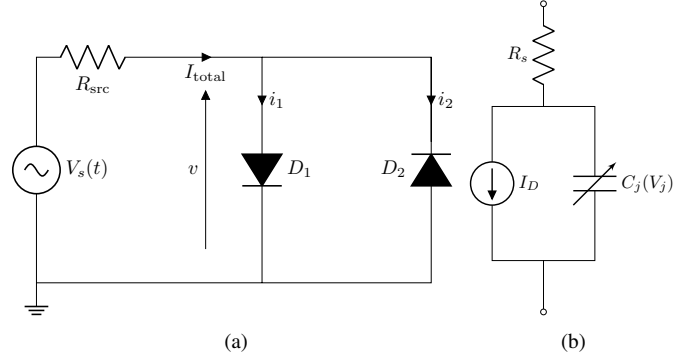 R_src
I_total
i_1
i_2
R_s
V_s(t)
v
D_1
D_2
I_D
C_j(V_j)
(a)
(b)